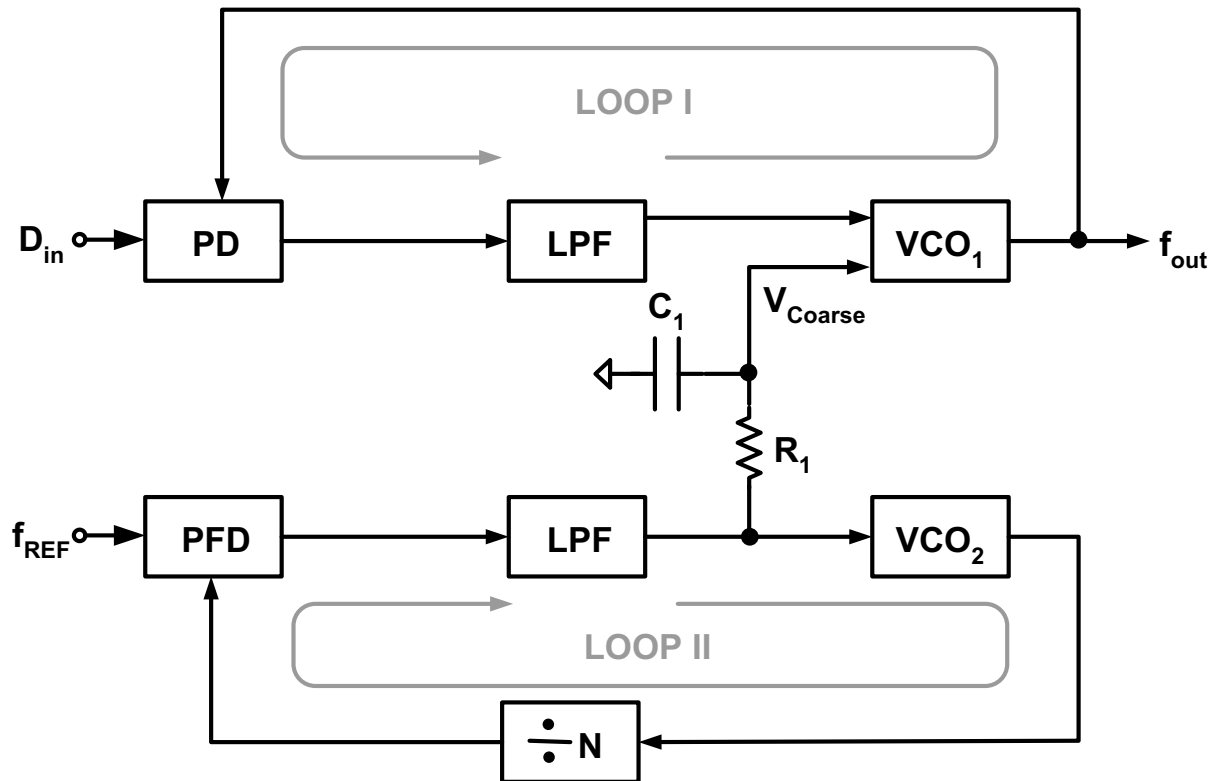 LOOP I
D_in
PD
LPF
VCO_1
f_out
V_Coarse
C_1
R_1
f_REF
PFD
LPF
VCO_2
LOOP II
÷ N